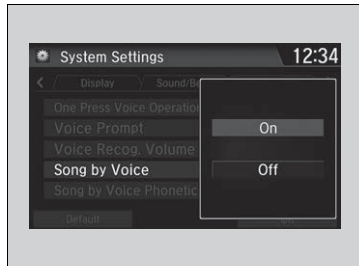 System Settings 12:34
Display Sound/Be
One Press Voice Operation
Voice Prompt
Voice Recog. Volume
Song by Voice
Song by Voice Phonetic
On
Off
Default